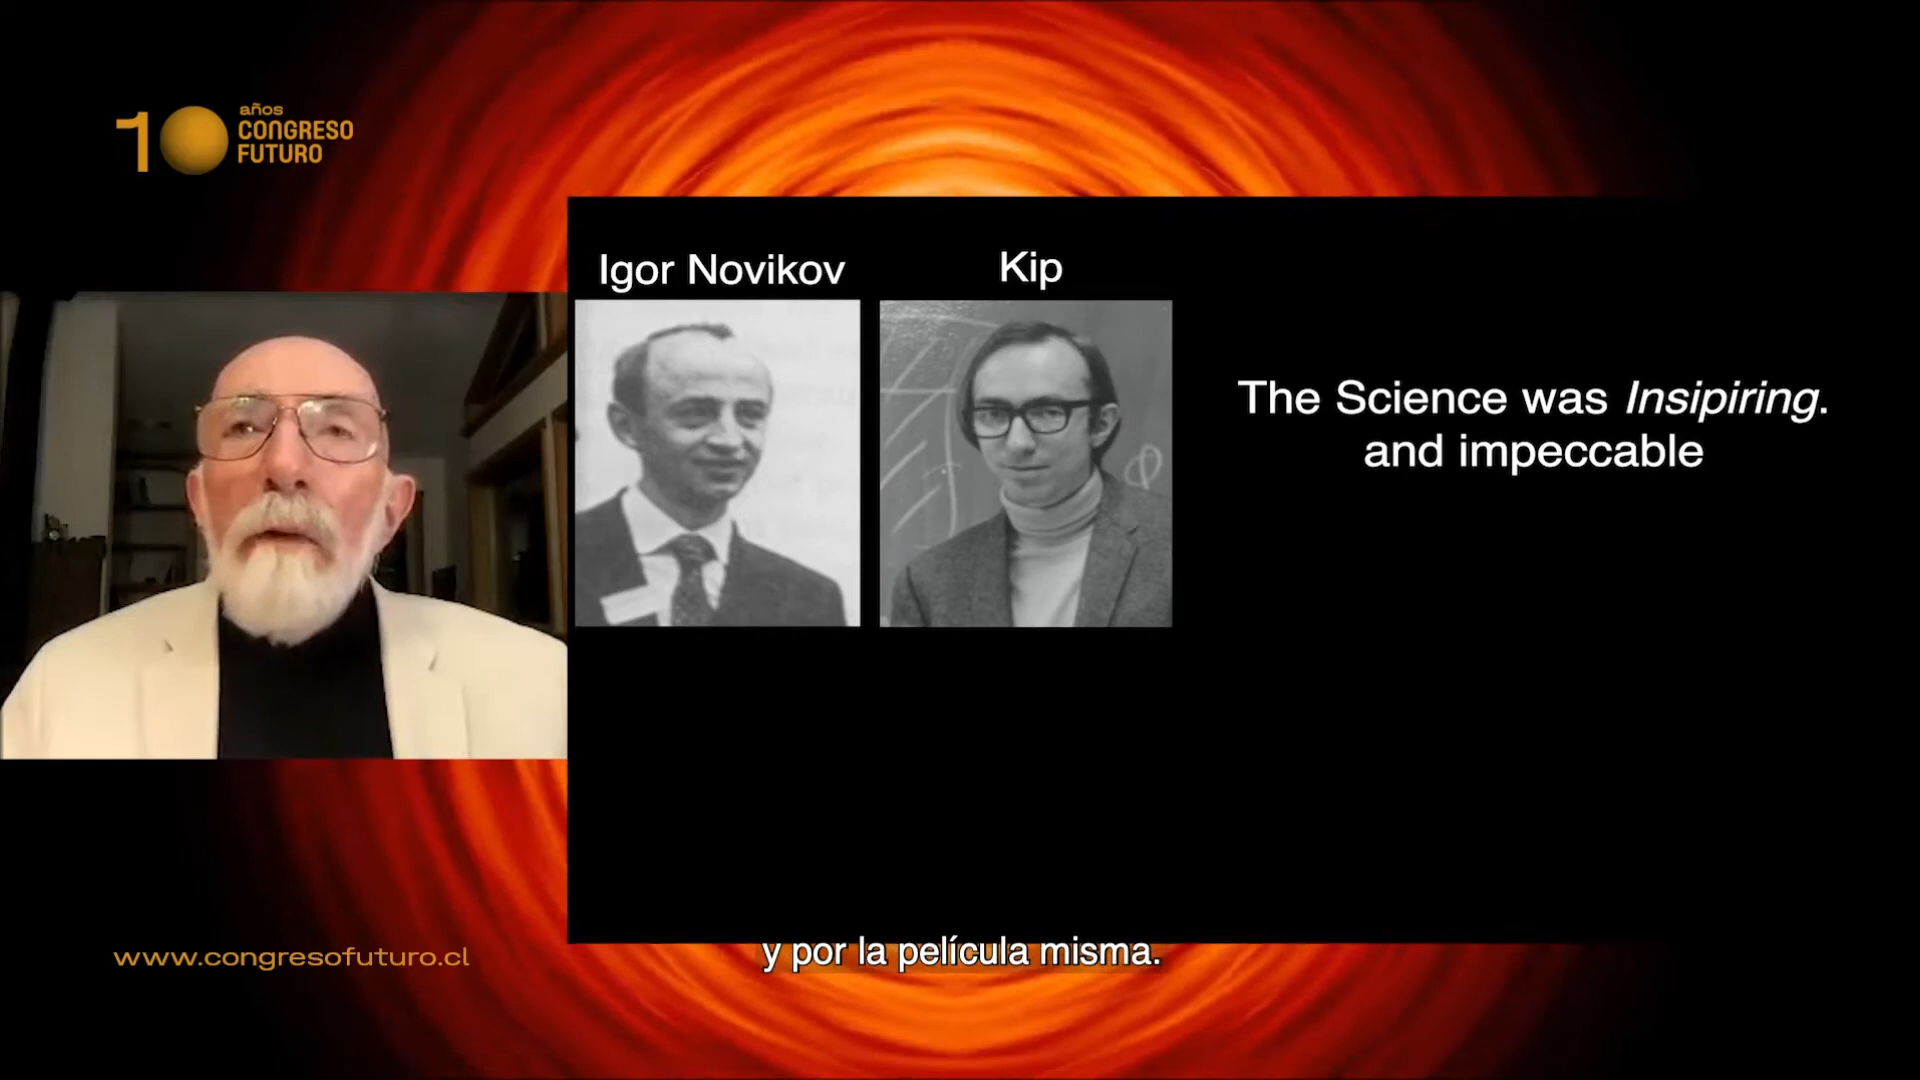 10 años
CONGRESO
FUTURO
Igor Novikov
Kip
The Science was Insipiring.
and impeccable
y por la película misma.
www.congresofuturo.cl